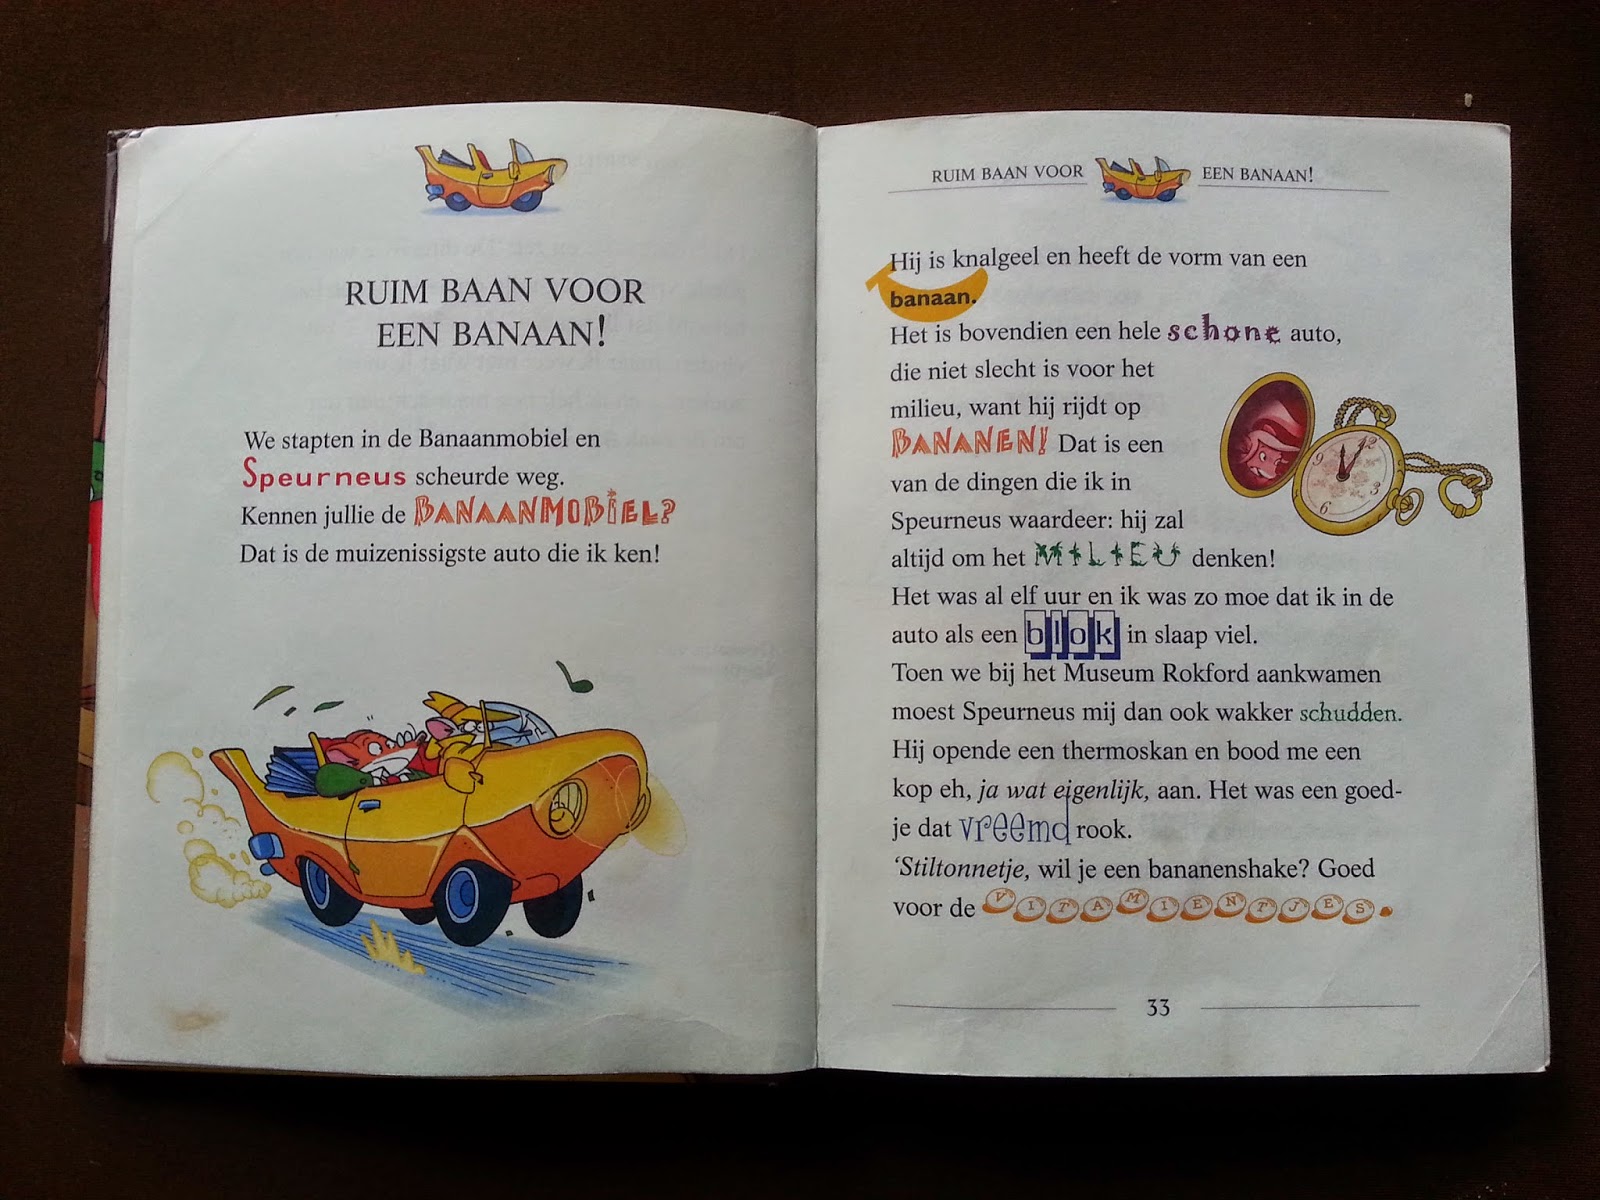 RUIM BAAN VOOR
EEN BANAAN!
We stapten in de Banaanmobiel en
Speurneus scheurde weg.
Kennen jullie de BANAANMOBIEL?
Dat is de muizenissigste auto die ik ken!
RUIM BAAN VOOR EEN BANAAN!
Hij is knalgeel en heeft de vorm van een
banaan.
Het is bovendien een hele schone auto,
die niet slecht is voor het
milieu, want hij rijdt op
BANANEN! Dat is een
van de dingen die ik in
Speurneus waardeer: hij zal
altijd om het MILIEU denken!
Het was al elf uur en ik was zo moe dat ik in de
auto als een blok in slaap viel.
Toen we bij het Museum Rokford aankwamen
moest Speurneus mij dan ook wakker schudden.
Hij opende een thermoskan en bood me een
kop eh, ja wat eigenlijk, aan. Het was een goed-
je dat vreemd rook.
‘Stiltonnetje, wil je een bananenshake? Goed
voor de VITAMIENTJES.
12
9
3
6
33